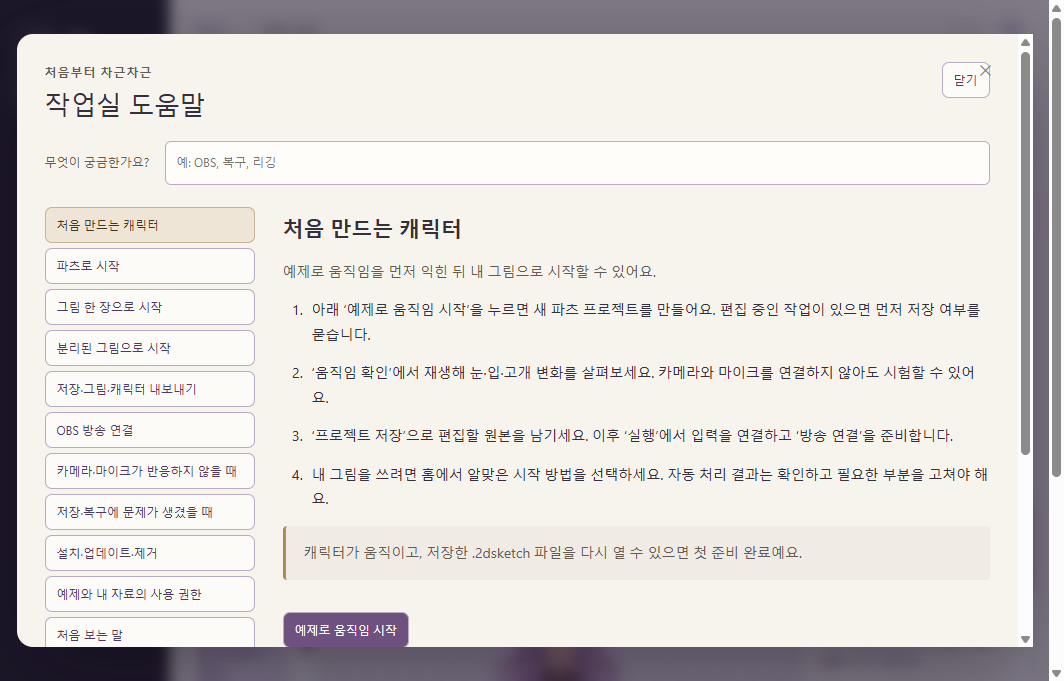 처음부터 차근차근
작업실 도움말
닫기
무엇이 궁금한가요?
예: OBS, 복구, 리깅
처음 만드는 캐릭터
파츠로 시작
그림 한 장으로 시작
분리된 그림으로 시작
저장·그림·캐릭터 내보내기
OBS 방송 연결
카메라·마이크가 반응하지 않을 때
저장·복구에 문제가 생겼을 때
설치·업데이트·제거
예제와 내 자료의 사용 권한
처음 보는 말
처음 만드는 캐릭터
예제로 움직임을 먼저 익힌 뒤 내 그림으로 시작할 수 있어요.
1. 아래 ‘예제로 움직임 시작’을 누르면 새 파츠 프로젝트를 만들어요. 편집 중인 작업이 있으면 먼저 저장 여부를
묻습니다.
2. ‘움직임 확인’에서 재생해 눈·입·고개 변화를 살펴보세요. 카메라와 마이크를 연결하지 않아도 시험할 수 있어
요.
3. ‘프로젝트 저장’으로 편집할 원본을 남기세요. 이후 ‘실행’에서 입력을 연결하고 ‘방송 연결’을 준비합니다.
4. 내 그림을 쓰려면 홈에서 알맞은 시작 방법을 선택하세요. 자동 처리 결과는 확인하고 필요한 부분을 고쳐야 해
요.
캐릭터가 움직이고, 저장한 .2dsketch 파일을 다시 열 수 있으면 첫 준비 완료예요.
예제로 움직임 시작